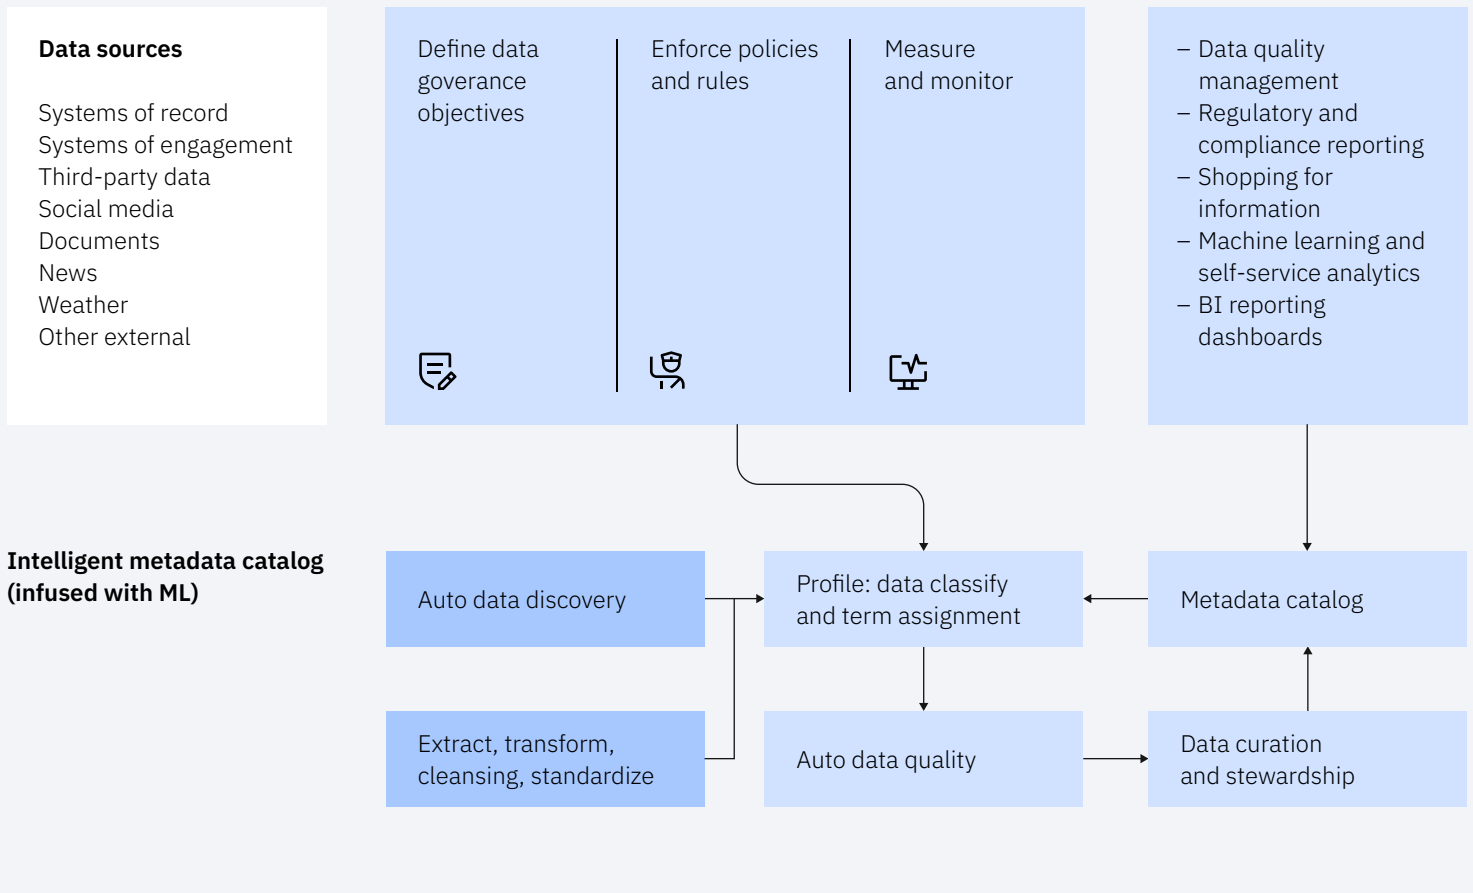 Data sources
Systems of record
Systems of engagement
Third-party data
Social media
Documents
News
Weather
Other external
Define data
goverance
objectives
Enforce policies
and rules
Measure
and monitor
– Data quality
management
– Regulatory and
compliance reporting
– Shopping for
information
– Machine learning and
self-service analytics
– BI reporting
dashboards
Intelligent metadata catalog
(infused with ML)
Auto data discovery
Profile: data classify
and term assignment
Metadata catalog
Extract, transform,
cleansing, standardize
Auto data quality
Data curation
and stewardship